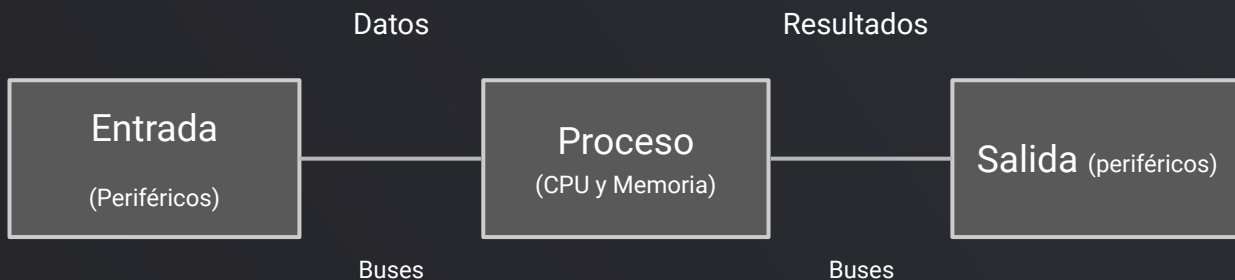 Datos
Resultados
Entrada
(Periféricos)
Proceso
(CPU y Memoria)
Salida (periféricos)
Buses
Buses